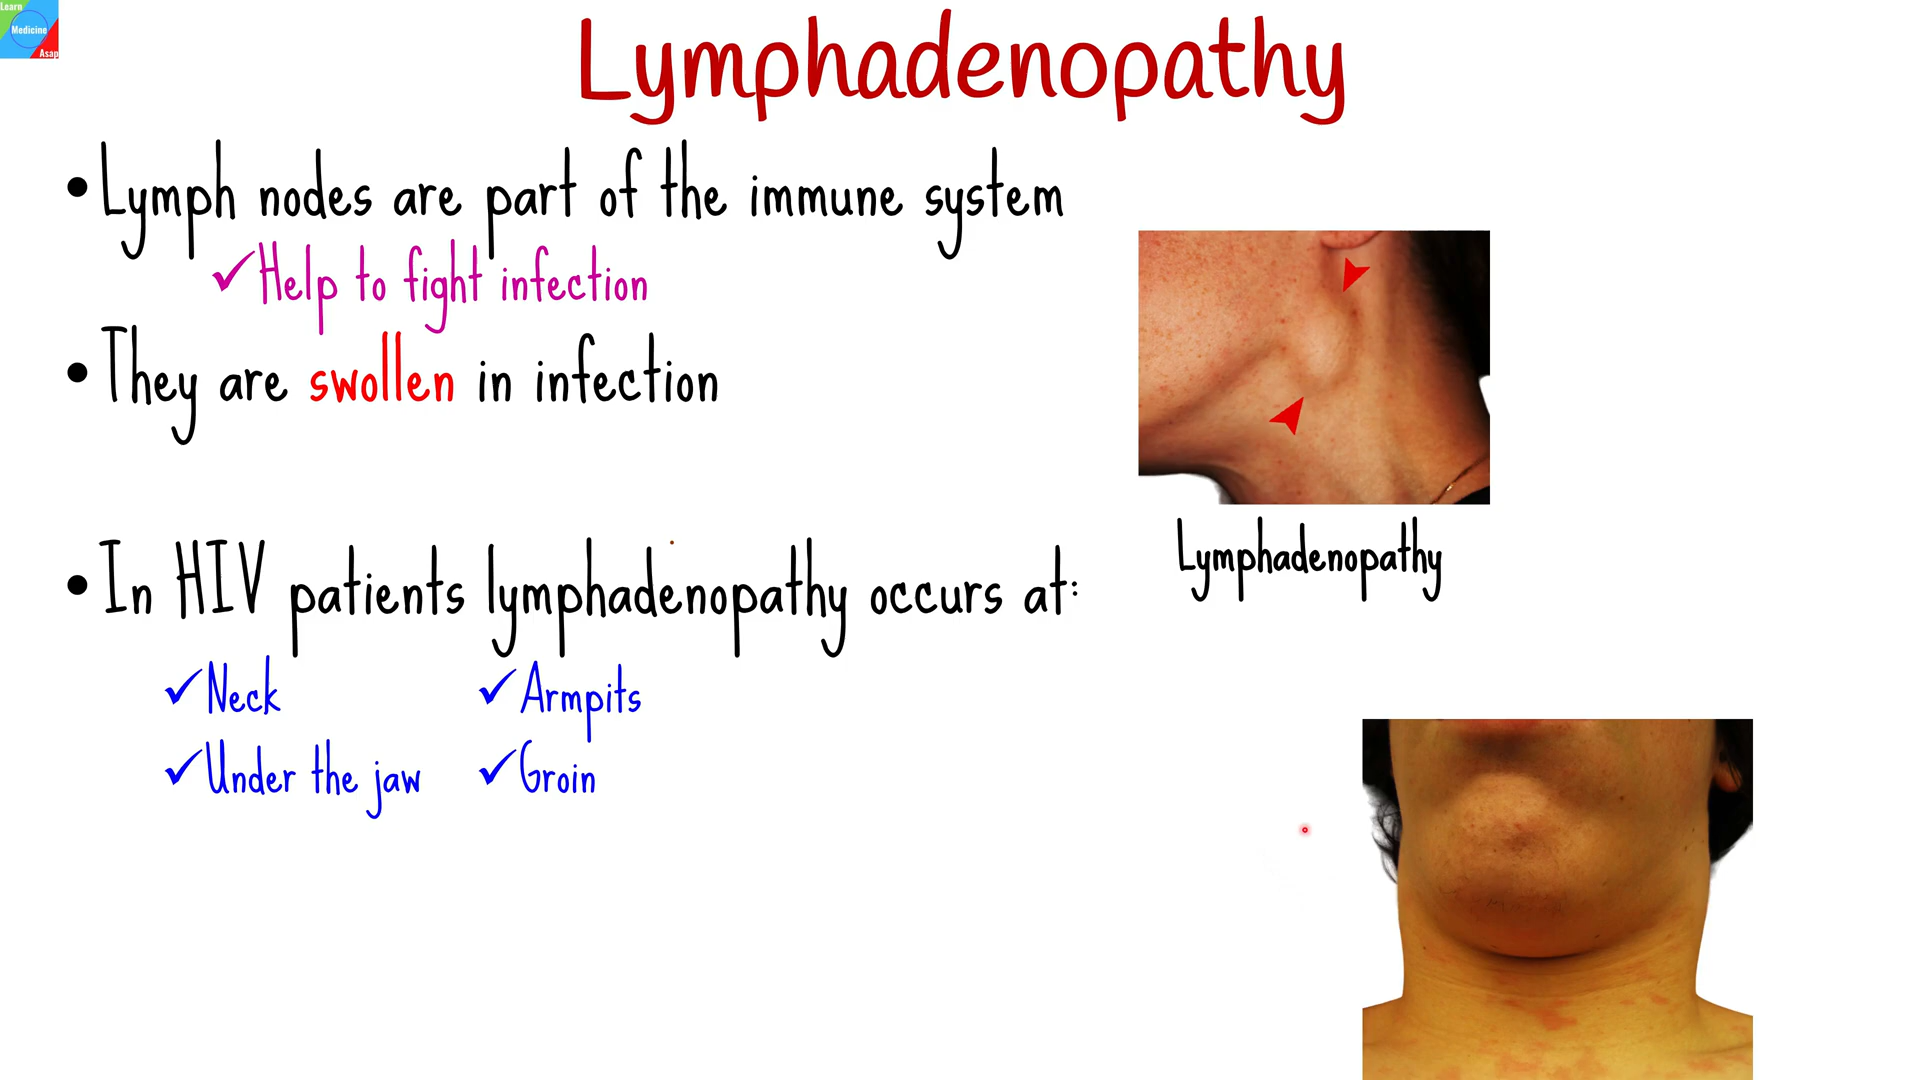 Learn
Medicine
Asap
Lymphadenopathy
•Lymph nodes are part of the immune system
✓Help to fight infection
•They are swollen in infection
Lymphadenopathy
•In HIV patients lymphadenopathy occurs at:
✓Neck
✓Armpits
✓Under the jaw
✓Groin